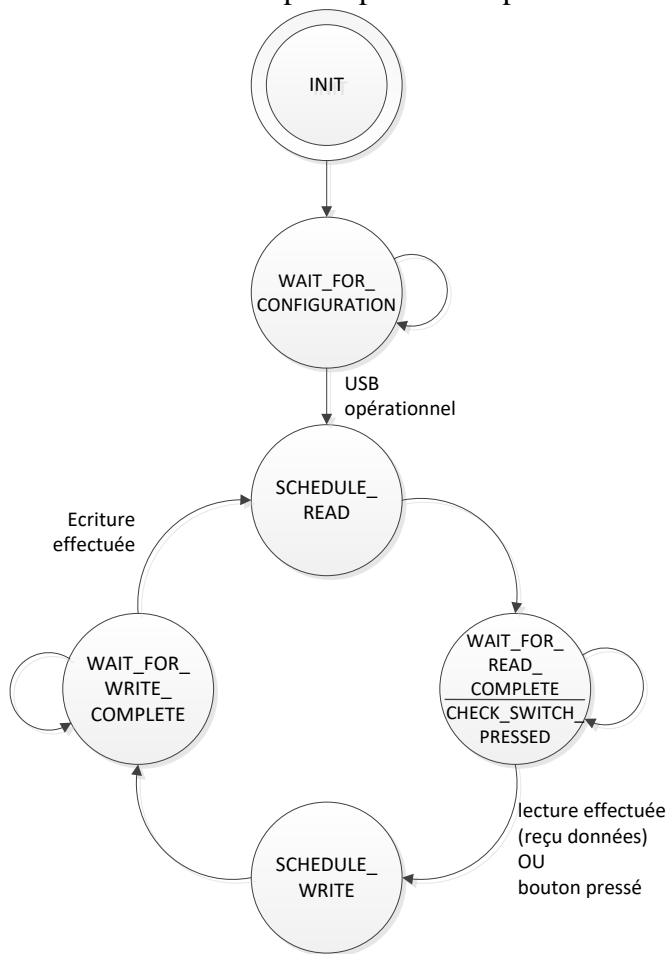 INIT
WAIT_FOR_
CONFIGURATION
USB
opérationnel
SCHEDULE_
READ
Ecriture
effectuée
WAIT_FOR_
WRITE_
COMPLETE
WAIT_FOR_
READ_
COMPLETE
CHECK_SWITCH_
PRESSED
lecture effectuée
(reçu données)
OU
bouton pressé
SCHEDULE_
WRITE